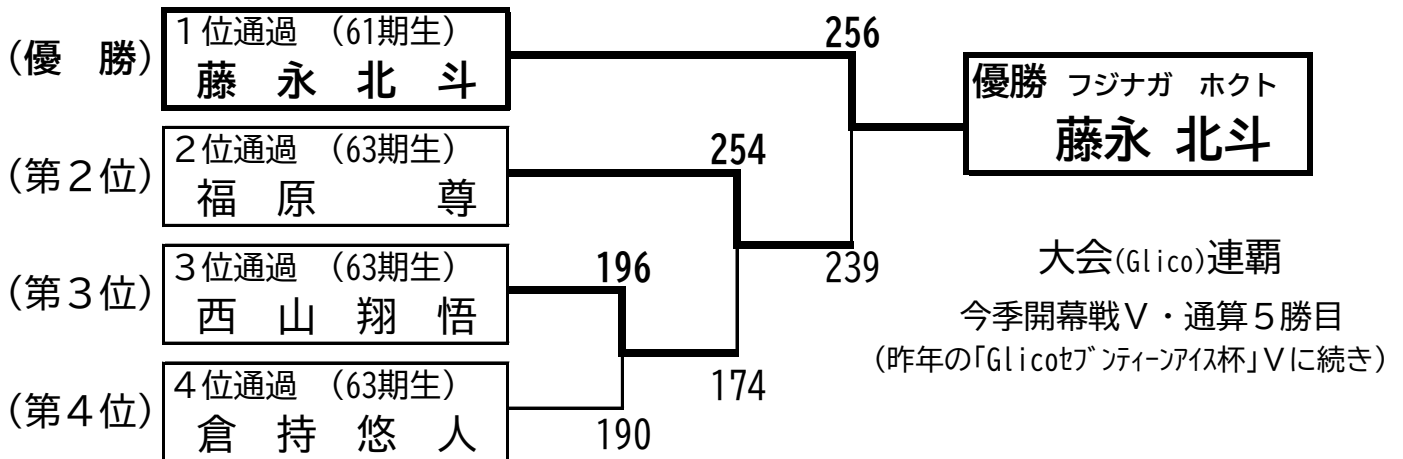 (優　勝)
１位通過　（61期生）
藤　永　北　斗
256
優勝 フジナガ　ホクト
藤永 北斗
(第２位)
２位通過　（63期生）
福　原　　　尊
254
239
(第３位)
３位通過　（63期生）
西　山　翔　悟
196
174
(第４位)
４位通過　（63期生）
倉　持　悠　人
190
大会(Glico)連覇
今季開幕戦Ｖ・通算５勝目
(昨年の｢Glicoｾﾌﾞﾝﾃｨｰﾝｱｲｽ杯｣Ｖに続き)